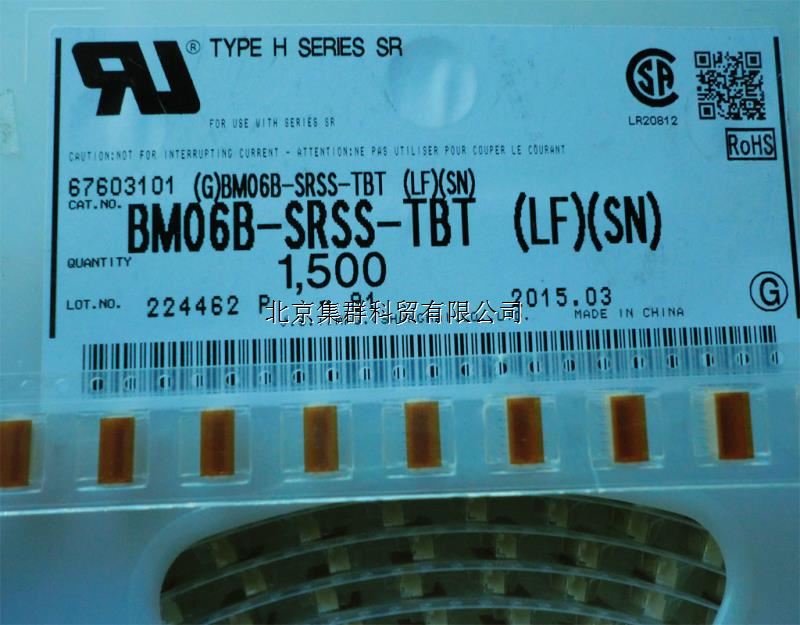 ® TYPE H SERIES SR
FOR USE WITH SERIES SR
LR20812
RoHS
CAUTION:NOT FOR INTERRUPTING CURRENT - ATTENTION:NE PAS UTILISER POUR COUPER LE COURANT
67603101 (G)BM06B-SRSS-TBT (LF)(SN)
CAT.NO.
BM06B-SRSS-TBT (LF)(SN)
QUANTITY
1,500
LOT.NO. 224462 2015.03
北京集群科贸有限公司
MADE IN CHINA
G